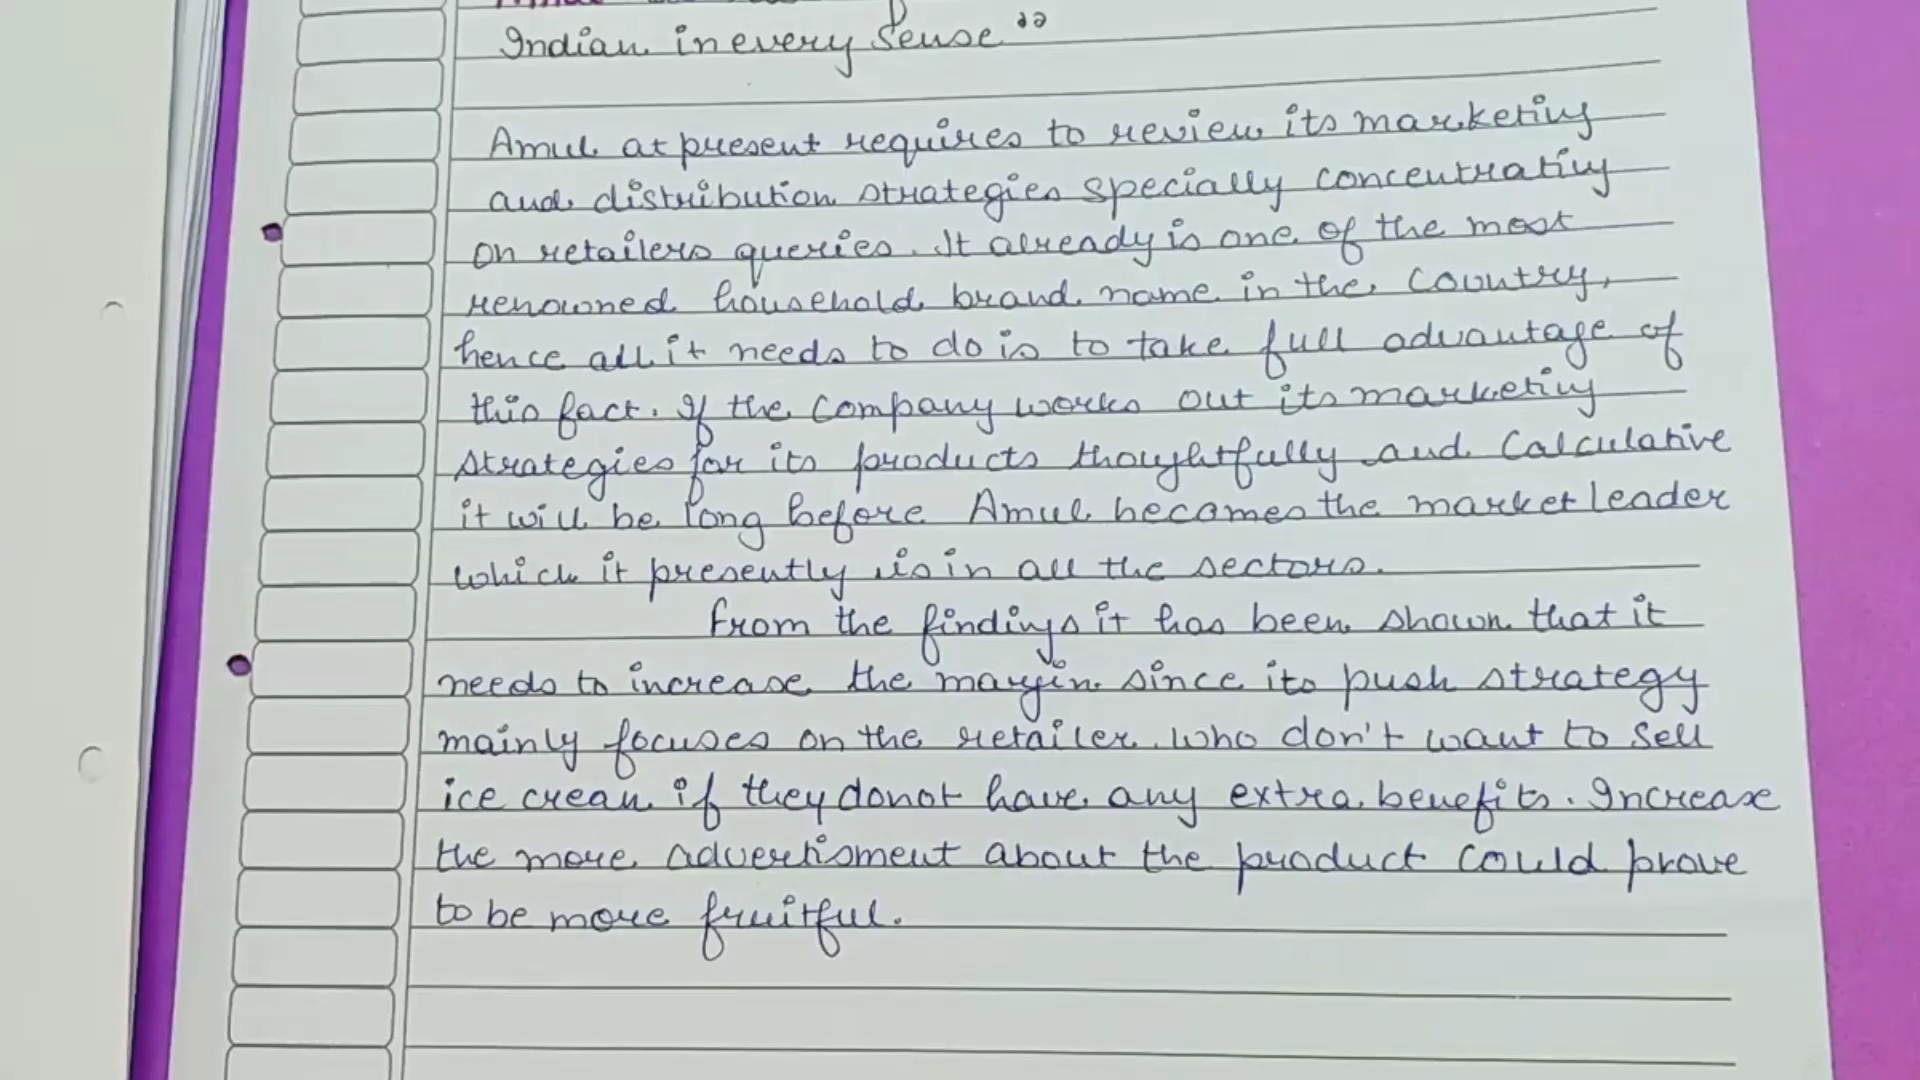 Indian in every Sense"
Amul at present requires to review its marketing
and distribution strategies specially concentrating
on retailers queries. It already is one of the most
renowned household brand name in the country,
hence all it needs to do is to take full advantage of
this fact. If the company works out its marketing
strategies for its products thoughtfully and calculative
it will be long before Amul becomes the market leader
which it presently is in all the sectors.
From the findings it has been shown that it
needs to increase the margin since its push strategy
mainly focuses on the retailer who don't want to sell
ice cream if they donot have any extra benefits. Increase
the more advertisment about the product could prove
to be more fruitful.